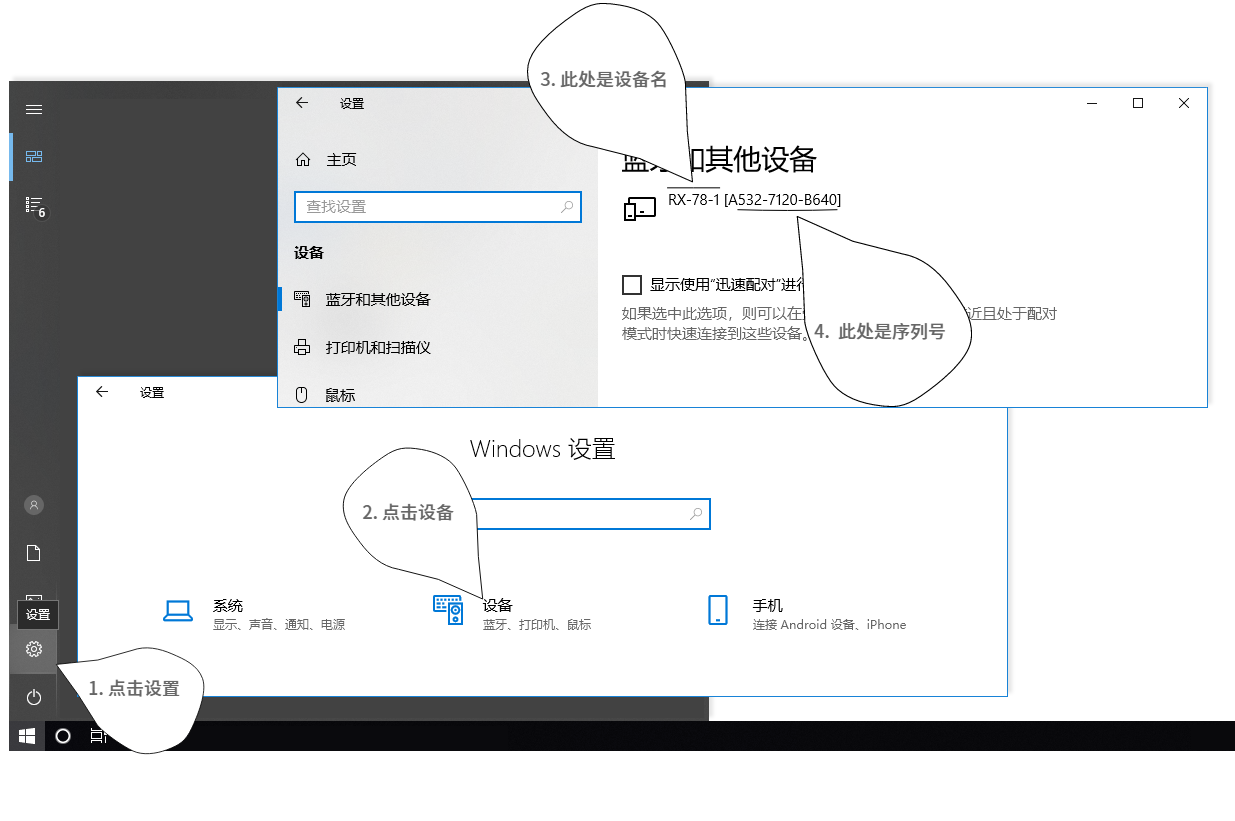 3. 此处是设备名
设置
主页
查找设置
设备
蓝牙和其他设备
打印机和扫描仪
鼠标
蓝牙和其他设备
RX-78-1 [A532-7120-B640]
显示使用“迅速配对”进行
如果选中此选项，则可以在
近且处于配对
模式时快速连接到这些设备。
4. 此处是序列号
6
设置
Windows 设置
2. 点击设备
系统
显示、声音、通知、电源
设备
蓝牙、打印机、鼠标
手机
连接 Android 设备、iPhone
设置
1. 点击设置